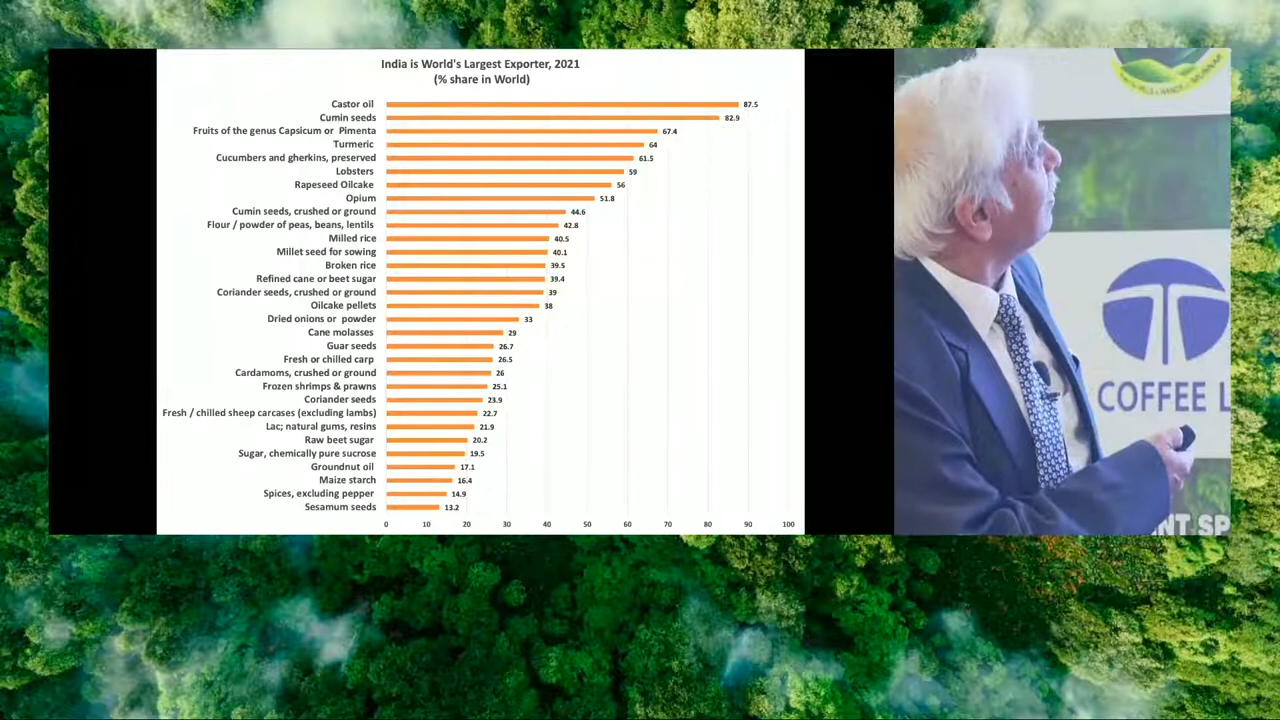 India is World's Largest Exporter, 2021
(% share in World)
Castor oil 87.5
Cumin seeds 82.9
Fruits of the genus Capsicum or Pimenta 67.4
Turmeric 64
Cucumbers and gherkins, preserved 61.5
Lobsters 59
Rapeseed Oilcake 56
Opium 51.8
Cumin seeds, crushed or ground 44.6
Flour / powder of peas, beans, lentils 42.8
Milled rice 40.5
Millet seed for sowing 40.1
Broken rice 39.5
Refined cane or beet sugar 39.4
Coriander seeds, crushed or ground 39
Oilcake pellets 38
Dried onions or powder 33
Cane molasses 29
Guar seeds 26.7
Fresh or chilled carp 26.5
Cardamoms, crushed or ground 26
Frozen shrimps & prawns 25.1
Coriander seeds 23.9
Fresh / chilled sheep carcases (excluding lambs) 22.7
Lac; natural gums, resins 21.9
Raw beet sugar 20.2
Sugar, chemically pure sucrose 19.5
Groundnut oil 17.1
Maize starch 16.4
Spices, excluding pepper 14.9
Sesamum seeds 13.2
0 10 20 30 40 50 60 70 80 90 100
COFFEE L
NT SP